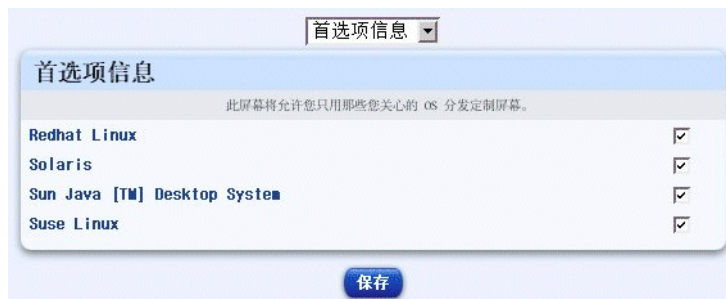 首选项信息
首选项信息
此屏幕将允许您只用那些您关心的 OS 分发定制屏幕。
Redhat Linux
Solaris
Sun Java [TM] Desktop System
Suse Linux
保存